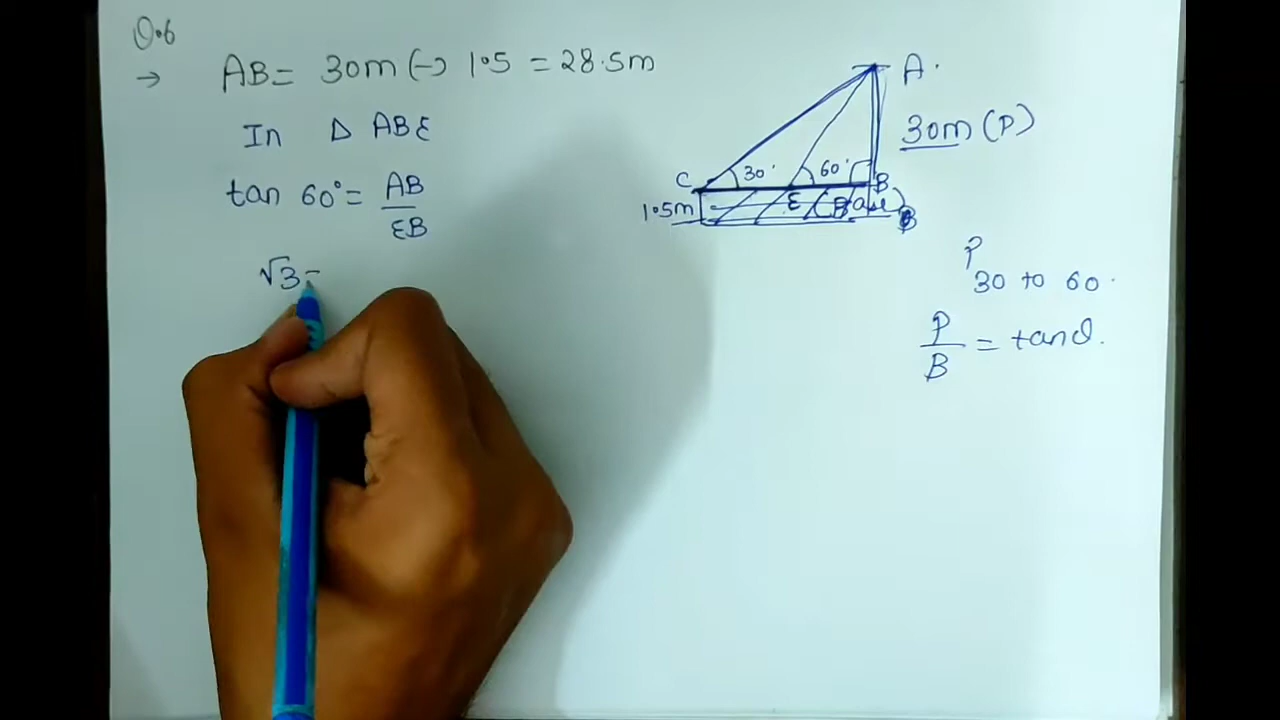 Q.6
→ AB = 30m (-) 1.5 = 28.5m
In Δ ABE
tan 60° = AB
EB
√3 =
A.
30m (P)
30°
60°
C
B
1.5m
E
30 to 60.
P
B
= tanθ.